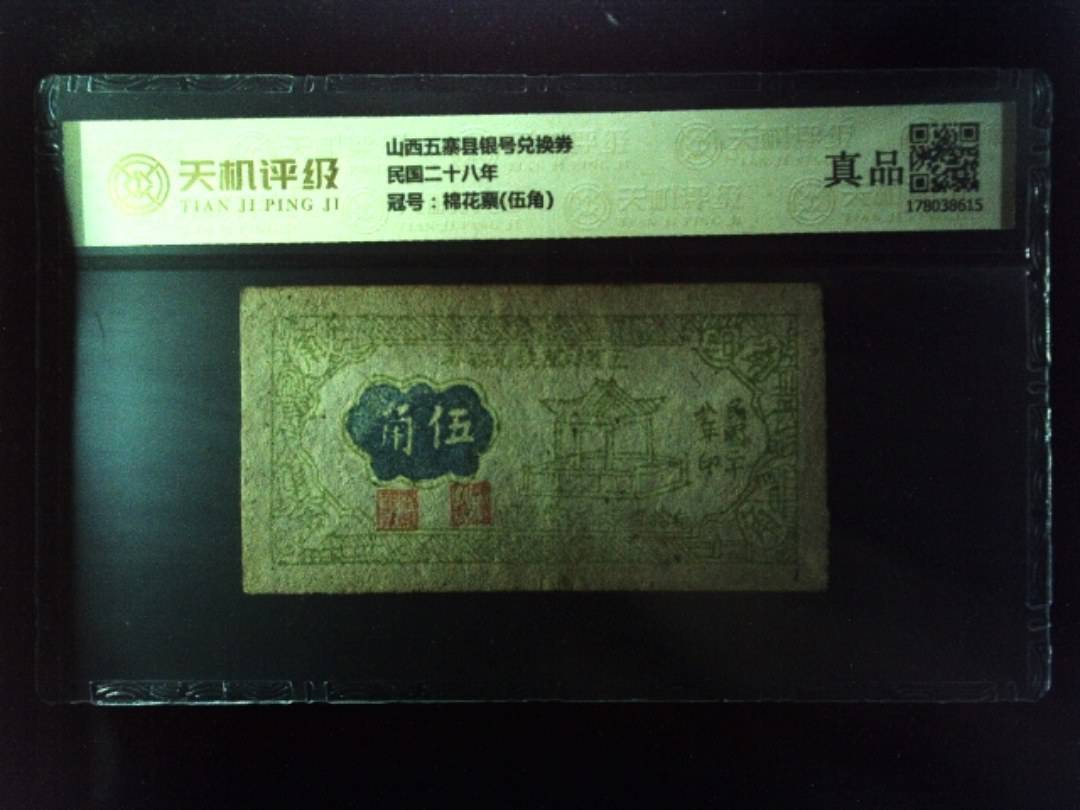 天机评级
TIAN JI PING JI
山西五寨县银号兑换券
民国二十八年
冠号：棉花票(伍角)
真品
178038615
角伍